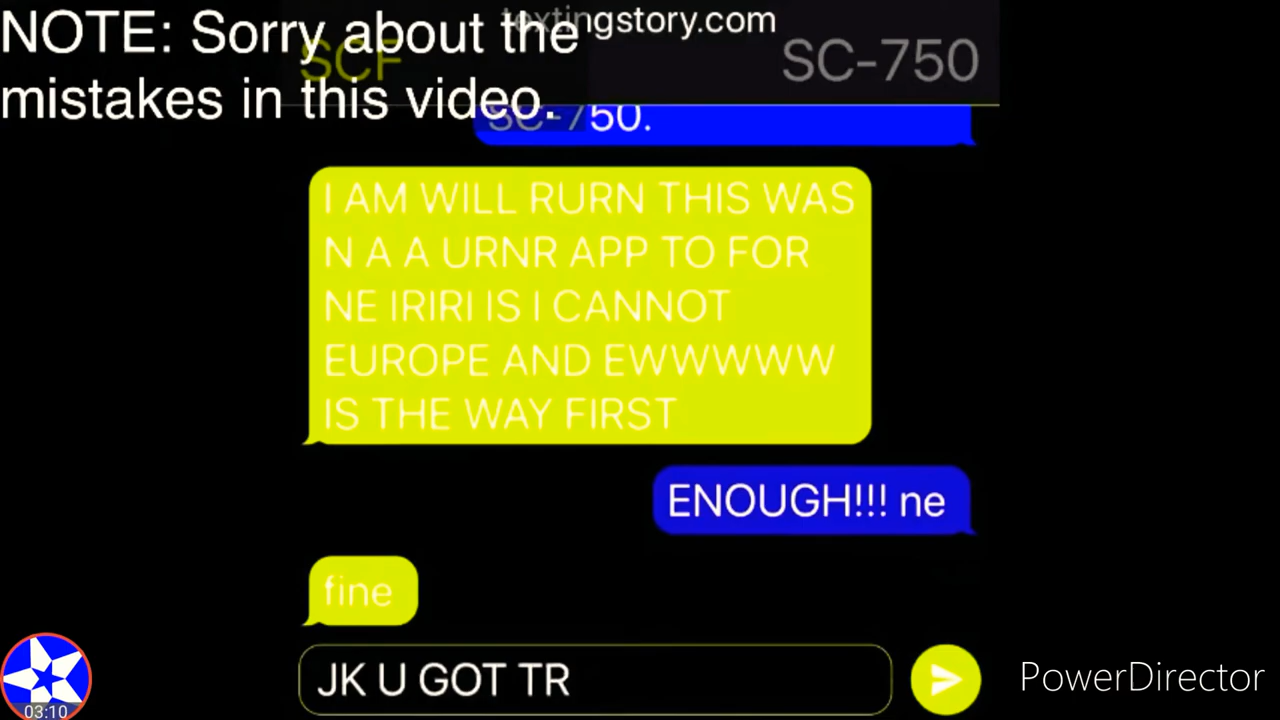 NOTE: Sorry about the
mistakes in this video.
textingstory.com
SCF
SC-750
SC-750.
I AM WILL RURN THIS WAS
N A A URNR APP TO FOR
NE IRIRI IS I CANNOT
EUROPE AND EWWWWW
IS THE WAY FIRST
ENOUGH!!! ne
fine
JK U GOT TR
03:10
PowerDirector